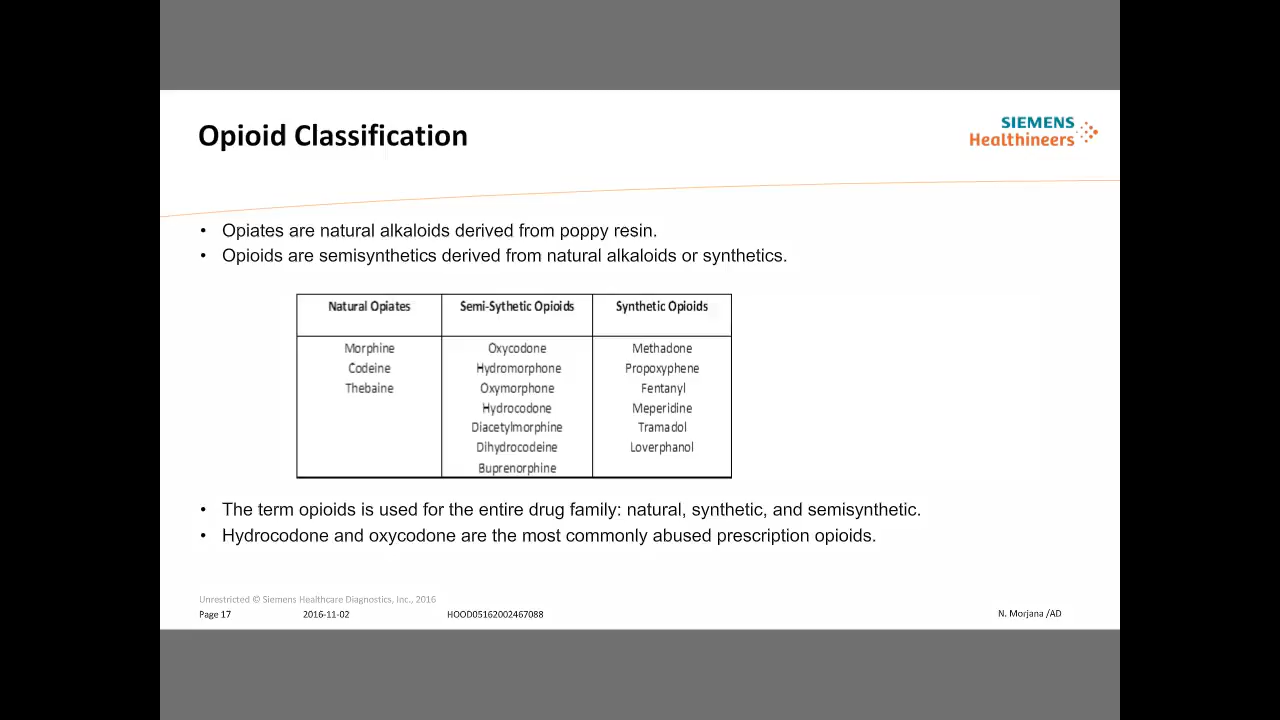 Opioid Classification
SIEMENS
Healthineers
• Opiates are natural alkaloids derived from poppy resin.
• Opioids are semisynthetics derived from natural alkaloids or synthetics.
Natural Opiates Semi-Sythetic Opioids Synthetic Opioids
Morphine Oxycodone Methadone
Codeine Hydromorphone Propoxyphene
Thebaine Oxymorphone Fentanyl
Hydrocodone Meperidine
Diacetylmorphine Tramadol
Dihydrocodeine Loverphanol
Buprenorphine
• The term opioids is used for the entire drug family: natural, synthetic, and semisynthetic.
• Hydrocodone and oxycodone are the most commonly abused prescription opioids.
Unrestricted © Siemens Healthcare Diagnostics, Inc., 2016
Page 17 2016-11-02 HOOD05162002467088 N. Morjana /AD